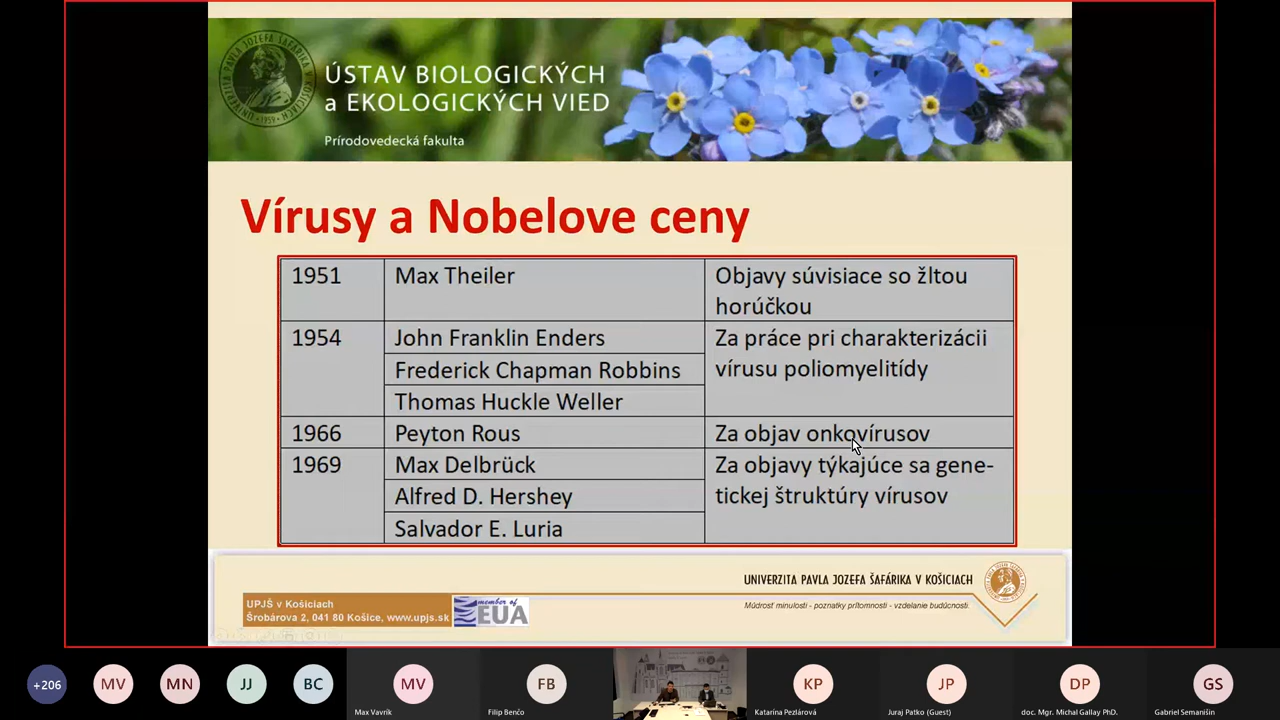 ÚSTAV BIOLOGICKÝCH
a EKOLOGICKÝCH VIED
Prírodovedecká fakulta
Vírusy a Nobelove ceny
1951 Max Theiler Objavy súvisiace so žltou
horúčkou
1954 John Franklin Enders Za práce pri charakterizácii
Frederick Chapman Robbins vírusu poliomyelitídy
Thomas Huckle Weller
1966 Peyton Rous Za objav onkovírusov
1969 Max Delbrück Za objavy týkajúce sa gene-
Alfred D. Hershey tickej štruktúry vírusov
Salvador E. Luria
UNIVERZITA PAVLA JOZEFA ŠAFÁRIKA V KOŠICIACH
Múdrosť minulosti - poznatky prítomnosti - vzdelanie budúcnosti.
UPJŠ v Košiciach
Šrobárova 2, 041 80 Košice, www.upjs.sk
member of
EUA
+206 MV MN JJ BC MV FB KP JP DP GS
Max Vavrík Filip Benčo Katarína Pezlárová Juraj Patko (Guest) doc. Mgr. Michal Gallay PhD. Gabriel Semanišin